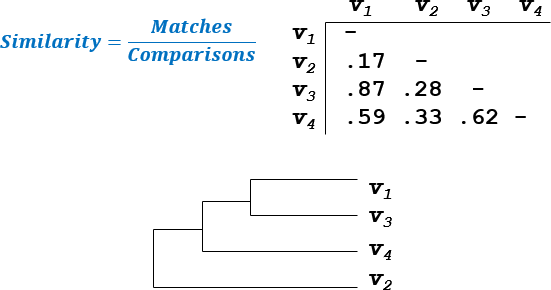 Similarity = Matches / Comparisons
v1 v2 v3 v4
v1 –
v2 .17 –
v3 .87 .28 –
v4 .59 .33 .62 –
v1
v3
v4
v2